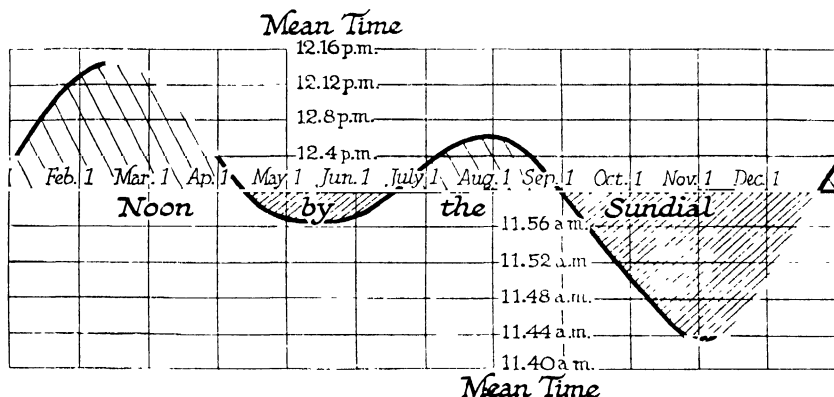 Mean Time
12.16 p.m.
12.12 p.m.
12.8 p.m.
12.4 p.m.
1 Feb. 1 Mar. 1 Ap. 1 May. 1 Jun. 1 July 1 Aug. 1 Sep. 1 Oct. 1 Nov. 1 Dec. 1
Noon by the Sundial
11.56 a.m.
11.52 a.m
11.48 a.m.
11.44 a.m.
11.40 a.m.
Mean Time